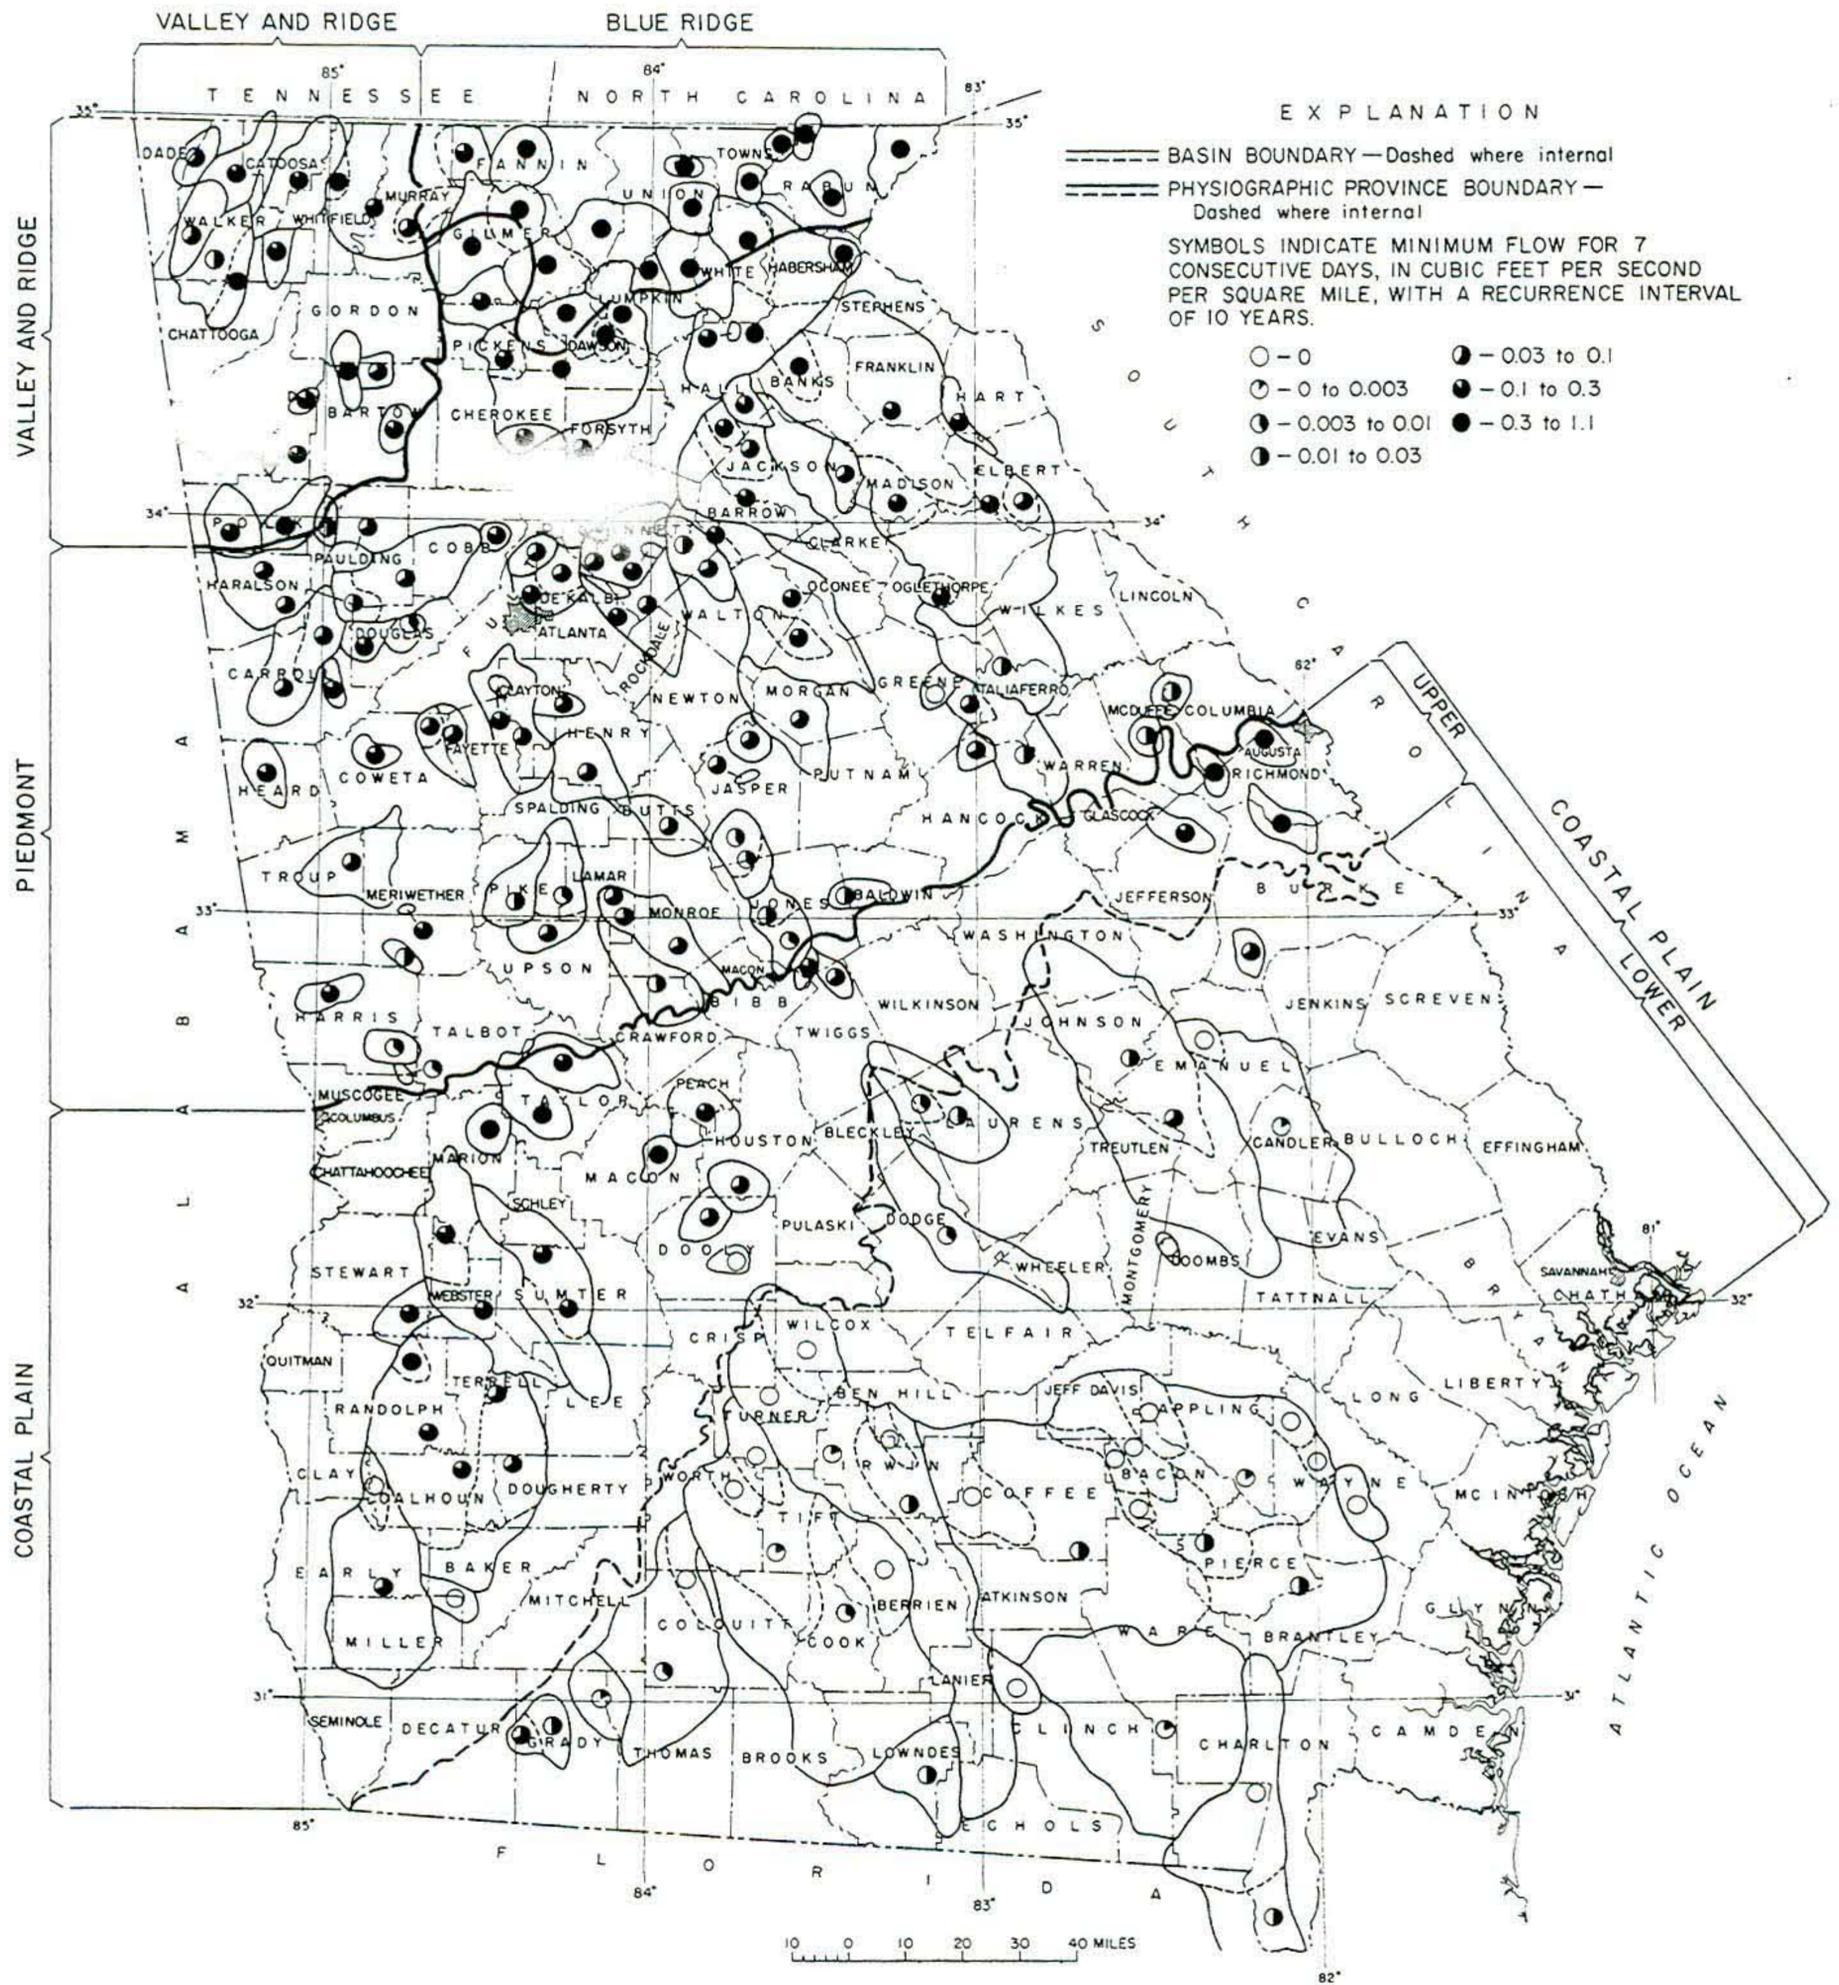 VALLEY AND RIDGE
BLUE RIDGE
85°
84°
83°
TENNESSEE
NORTH CAROLINA
35°
35°
EXPLANATION
BASIN BOUNDARY—Dashed where internal
PHYSIOGRAPHIC PROVINCE BOUNDARY—
Dashed where internal
SYMBOLS INDICATE MINIMUM FLOW FOR 7
CONSECUTIVE DAYS, IN CUBIC FEET PER SECOND
PER SQUARE MILE, WITH A RECURRENCE INTERVAL
OF 10 YEARS.
– 0
– 0.03 to 0.1
– 0 to 0.003
– 0.1 to 0.3
– 0.003 to 0.01
– 0.3 to 1.1
– 0.01 to 0.03
VALLEY AND RIDGE
PIEDMONT
COASTAL PLAIN
DADE
CATOOSA
FANNIN
TOWNS
UNION
RABUN
MURRAY
WALKER
WHITFIELD
GILMER
WHITE
HABERSHAM
LUMPKIN
STEPHENS
GORDON
CHATTOOGA
PICKENS
DAWSON
FRANKLIN
HALL
BANKS
HART
BARTOW
CHEROKEE
FORSYTH
JACKSON
ELBERT
MADISON
34°
34°
POLK
BARROW
COBB
CLARKE
PAULDING
HARALSON
OCONEE
OGLETHORPE
DE KALB
WALTON
WILKES
LINCOLN
DOUGLAS
ATLANTA
ROCKDALE
82°
CARROLL
GREENE
TALIAFERRO
CLAYTON
NEWTON
MORGAN
MCDUFFIE
COLUMBIA
HENRY
FAYETTE
AUGUSTA
COWETA
WARREN
RICHMOND
HEARD
JASPER
PUTNAM
SPALDING
BUTTS
HANCOCK
GLASCOCK
TROUP
LAMAR
MERIWETHER
PIKE
BALDWIN
JEFFERSON
BURKE
JONES
33°
33°
MONROE
WASHINGTON
UPSON
MACON
BIBB
WILKINSON
JENKINS
SCREVEN
HARRIS
TALBOT
CRAWFORD
TWIGGS
JOHNSON
EMANUEL
PEACH
MUSCOGEE
TAYLOR
COLUMBUS
HOUSTON
BLECKLEY
LAURENS
TREUTLEN
CANDLER
BULLOCH
EFFINGHAM
MARION
CHATTAHOOCHEE
MACON
SCHLEY
PULASKI
DODGE
MONTGOMERY
EVANS
81°
DOOLY
WHEELER
TOOMBS
STEWART
SAVANNAH
WEBSTER
SUMTER
CHATHAM
32°
32°
TATTNALL
BRYAN
CRISP
WILCOX
TELFAIR
QUITMAN
TERRELL
LEE
BEN HILL
JEFF DAVIS
LONG
LIBERTY
RANDOLPH
TURNER
APPLING
CLAY
WORTH
IRWIN
BACON
WAYNE
CALHOUN
DOUGHERTY
COFFEE
MCINTOSH
TIFT
EARLY
BAKER
PIERCE
MITCHELL
BERRIEN
ATKINSON
GLYNN
COLQUITT
COOK
MILLER
WARE
BRANTLEY
LANIER
31°
31°
SEMINOLE
DECATUR
GRADY
THOMAS
BROOKS
LOWNDES
CLINCH
CHARLTON
CAMDEN
ECHOLS
ALABAMA
SOUTH CAROLINA
UPPER
LOWER
COASTAL PLAIN
ATLANTIC OCEAN
FLORIDA
85°
84°
83°
82°
10 0 10 20 30 40 MILES